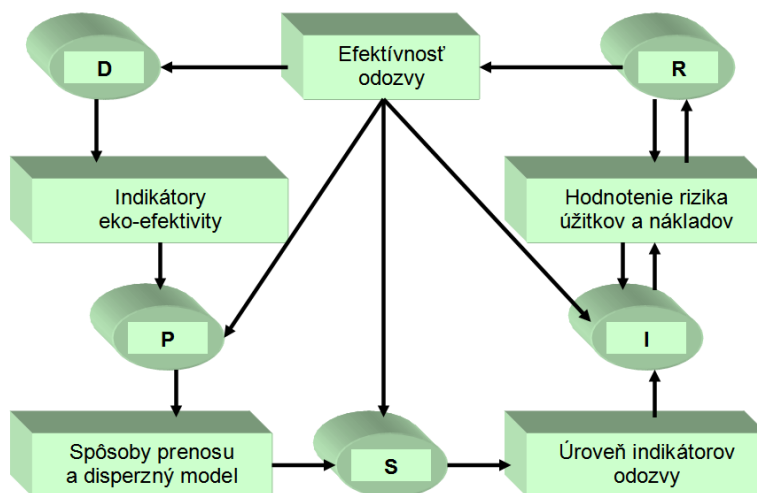 D
Efektívnosť
odozvy
R
Indikátory
eko-efektivity
Hodnotenie rizika
úžitkov a nákladov
P
I
Spôsoby prenosu
a disperzný model
S
Úroveň indikátorov
odozvy